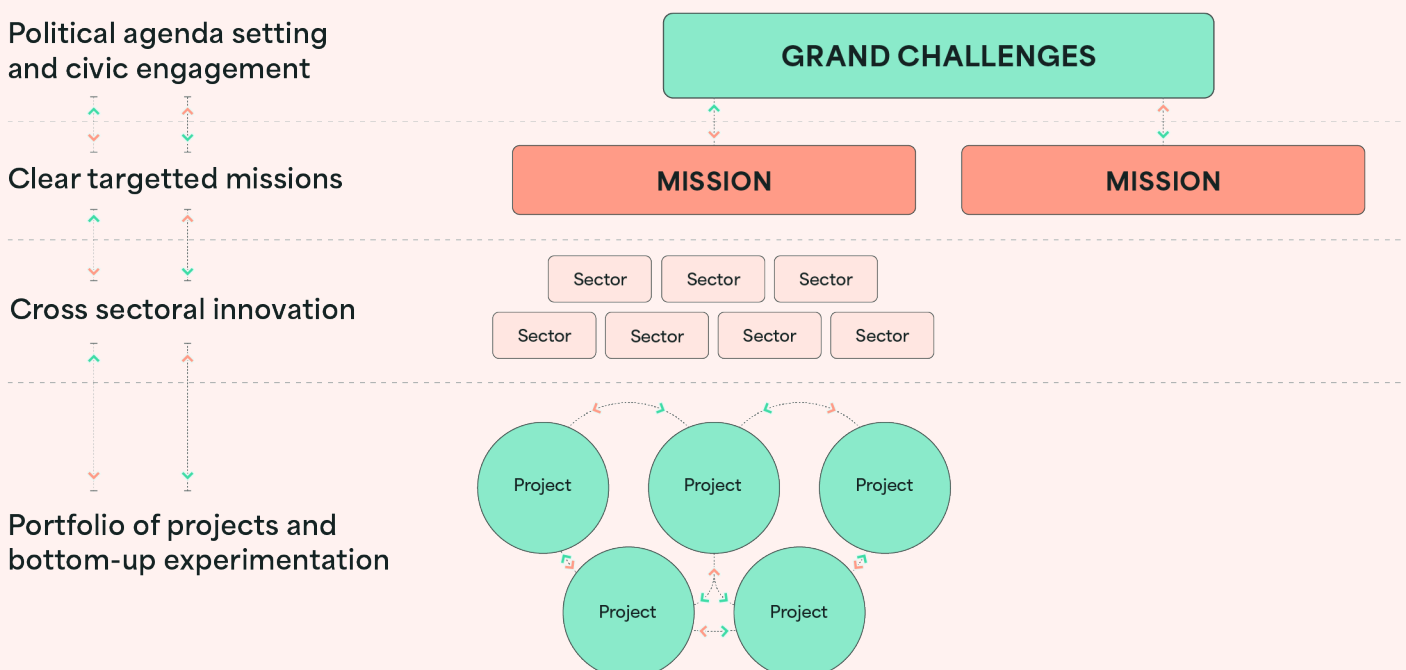 Political agenda setting
and civic engagement
GRAND CHALLENGES
Clear targetted missions
MISSION
MISSION
Cross sectoral innovation
Sector
Sector
Sector
Sector
Sector
Sector
Sector
Project
Project
Project
Portfolio of projects and
bottom-up experimentation
Project
Project